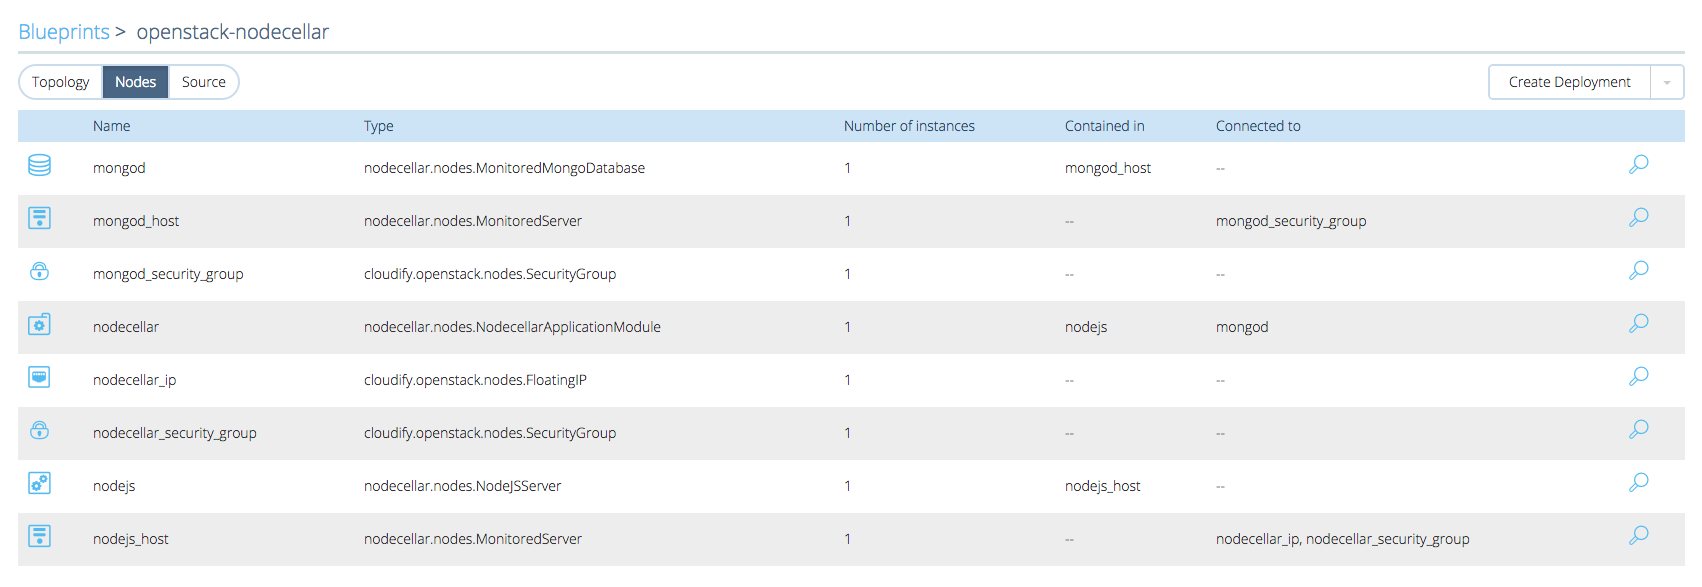 Blueprints > openstack-nodecellar
Topology Nodes Source Create Deployment
Name Type Number of instances Contained in Connected to
mongod nodecellar.nodes.MonitoredMongoDatabase 1 mongod_host --
mongod_host nodecellar.nodes.MonitoredServer 1 -- mongod_security_group
mongod_security_group cloudify.openstack.nodes.SecurityGroup 1 -- --
nodecellar nodecellar.nodes.NodecellarApplicationModule 1 nodejs mongod
nodecellar_ip cloudify.openstack.nodes.FloatingIP 1 -- --
nodecellar_security_group cloudify.openstack.nodes.SecurityGroup 1 -- --
nodejs nodecellar.nodes.NodeJSServer 1 nodejs_host --
nodejs_host nodecellar.nodes.MonitoredServer 1 -- nodecellar_ip, nodecellar_security_group